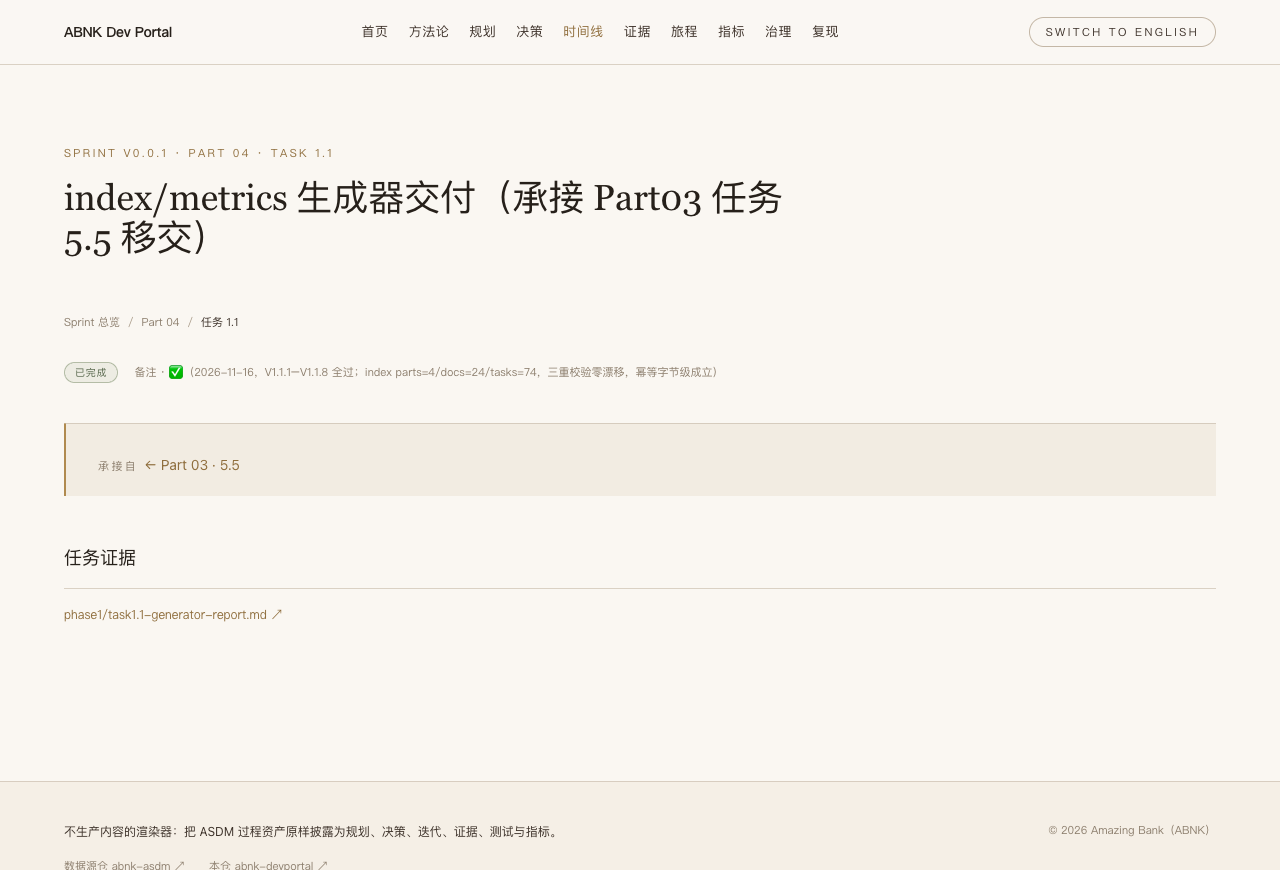 ABNK Dev Portal
首页 方法论 规划 决策 时间线 证据 旅程 指标 治理 复现
SWITCH TO ENGLISH
SPRINT V0.0.1 · PART 04 · TASK 1.1
index/metrics 生成器交付（承接 Part03 任务
5.5 移交）
Sprint 总览 / Part 04 / 任务 1.1
已完成 备注 · ✅（2026-11-16，V1.1.1—V1.1.8 全过；index parts=4/docs=24/tasks=74，三重校验零漂移，幂等字节级成立）
承接自 ← Part 03 · 5.5
任务证据
phase1/task1.1-generator-report.md ↗
不生产内容的渲染器：把 ASDM 过程资产原样披露为规划、决策、迭代、证据、测试与指标。
© 2026 Amazing Bank（ABNK）
数据源仓 abnk-asdm ↗ 本仓 abnk-devportal ↗